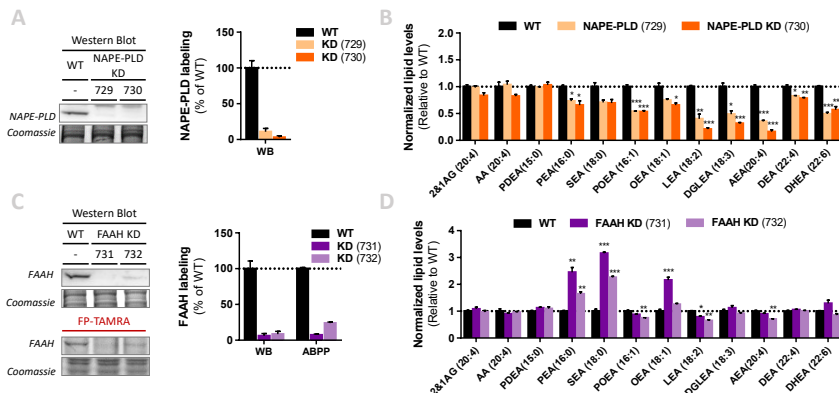 A
Western Blot
WT NAPE-PLD KD
- 729 730
NAPE-PLD
Coomassie
NAPE-PLD labeling
(% of WT)
150
100
50
0
WB
WT
KD (729)
KD (730)
B
WT NAPE-PLD (729) NAPE-PLD KD (730)
Normalized lipid levels
(Relative to WT)
2.0
1.5
1.0
0.5
0.0
* * *** *** * ** *** * *** *** *** * *** *** **
2&1AG (20:4)
AA (20:4)
PDEA(15:0)
PEA(16:0)
SEA (18:0)
POEA (16:1)
OEA (18:1)
LEA (18:2)
DGLEA (18:3)
AEA(20:4)
DEA (22:4)
DHEA (22:6)
C
Western Blot
WT FAAH KD
- 731 732
FAAH
Coomassie
FP-TAMRA
FAAH
Coomassie
FAAH labeling
(% of WT)
150
100
50
0
WB ABPP
WT
KD (731)
KD (732)
D
WT FAAH KD (731) FAAH KD (732)
Normalized lipid levels
(Relative to WT)
4
3
2
1
0
** ** *** *** ** *** * ** ** **
2&1AG (20:4)
AA (20:4)
PDEA(15:0)
PEA(16:0)
SEA (18:0)
POEA (16:1)
OEA (18:1)
LEA (18:2)
DGLEA (18:3)
AEA(20:4)
DEA (22:4)
DHEA (22:6)